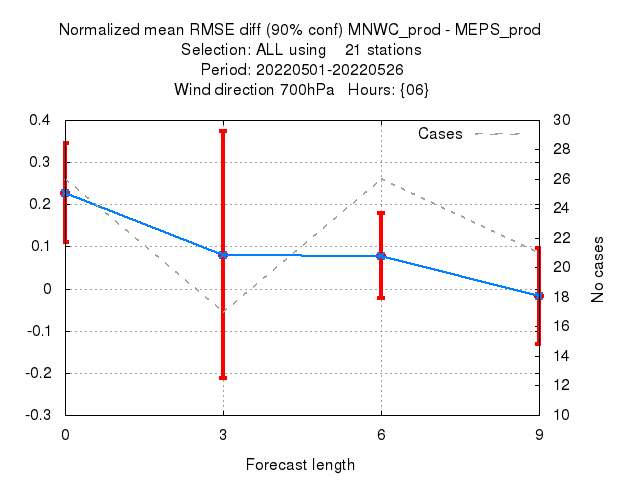 Normalized mean RMSE diff (90% conf) MNWC_prod - MEPS_prod
Selection: ALL using    21 stations
Period: 20220501-20220526
Wind direction 700hPa   Hours: {06}
Cases
0.4
0.3
0.2
0.1
0
-0.1
-0.2
-0.3
30
28
26
24
22
20
18
16
14
12
10
No cases
0 3 6 9
Forecast length